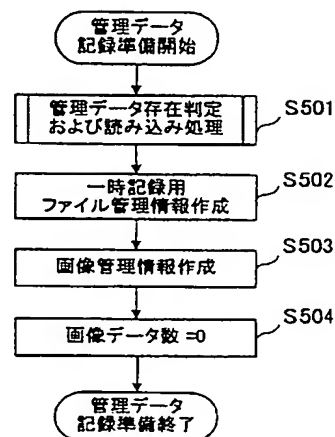 管理データ
記録準備開始
管理データ存在判定
および読み込み処理
S501
一時記録用
ファイル管理情報作成
S502
画像管理情報作成
S503
画像データ数 =0
S504
管理データ
記録準備終了